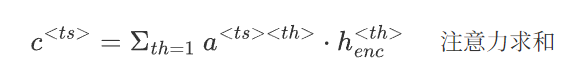 c^{<ts>} = Σ_{th=1} a^{<ts><th>} · h_{enc}^{<th>} 注意力求和